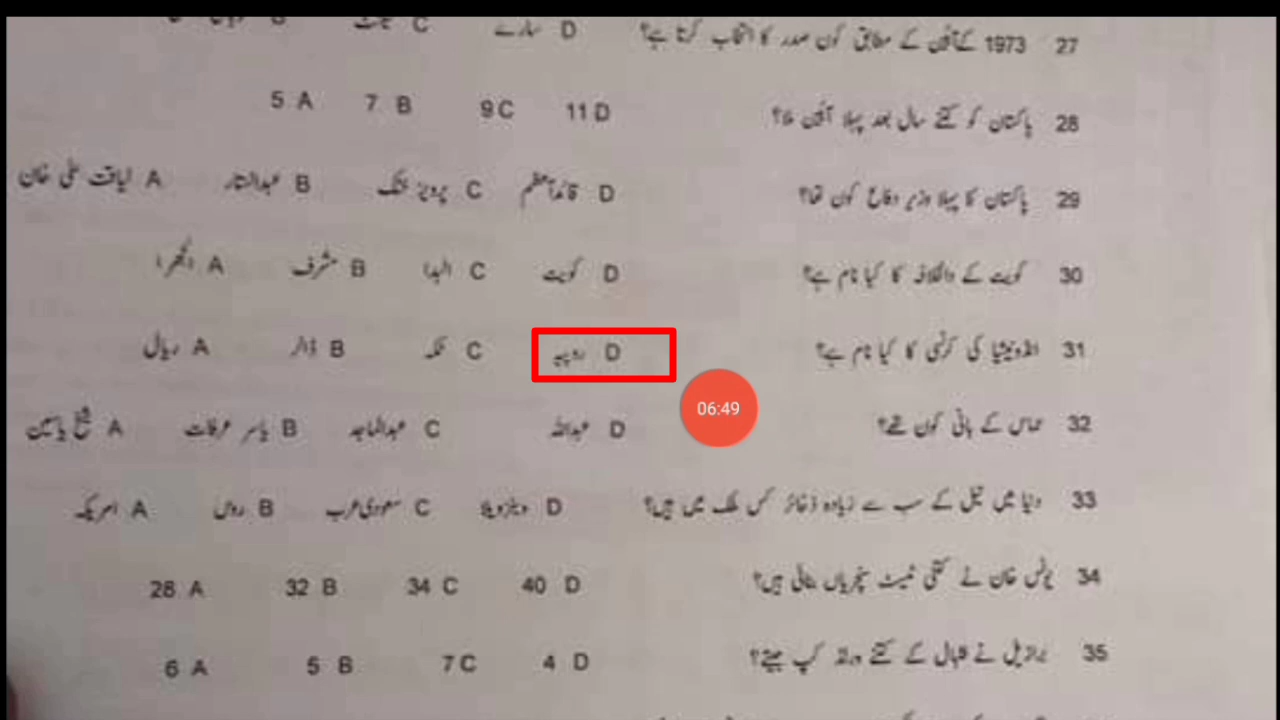 27 1973 کے آئین کے مطابق کون صدر کا انتخاب کرتا ہے؟ D سارے C B
28 پاکستان کو کتنے سال بعد پہلا آئین ملا؟ D 11 C 9 B 7 A 5
29 پاکستان کا پہلا وزیر دفاع کون تھا؟ D قائداعظم C پرویز خٹک B عبدالستار A لیاقت علی خان
30 کویت کے دارالخلافہ کا کیا نام ہے؟ D کویت C البدا B مشرف A الجھرا
31 انڈونیشیا کی کرنسی کا کیا نام ہے؟ D روپیہ C ٹکہ B ڈالر A ریال
06:49
32 حماس کے بانی کون تھے؟ D عبداللہ C عبدالماجد B یاسر عرفات A شیخ یاسین
33 دنیا میں تیل کے سب سے زیادہ ذخائر کس ملک میں ہیں؟ D وینزویلا C سعودی عرب B روس A امریکہ
34 یونس خان نے کتنی ٹیسٹ سنچریاں بنائی ہیں؟ D 40 C 34 B 32 A 28
35 برازیل نے فٹبال کے کتنے ورلڈ کپ جیتے؟ D 4 C 7 B 5 A 6